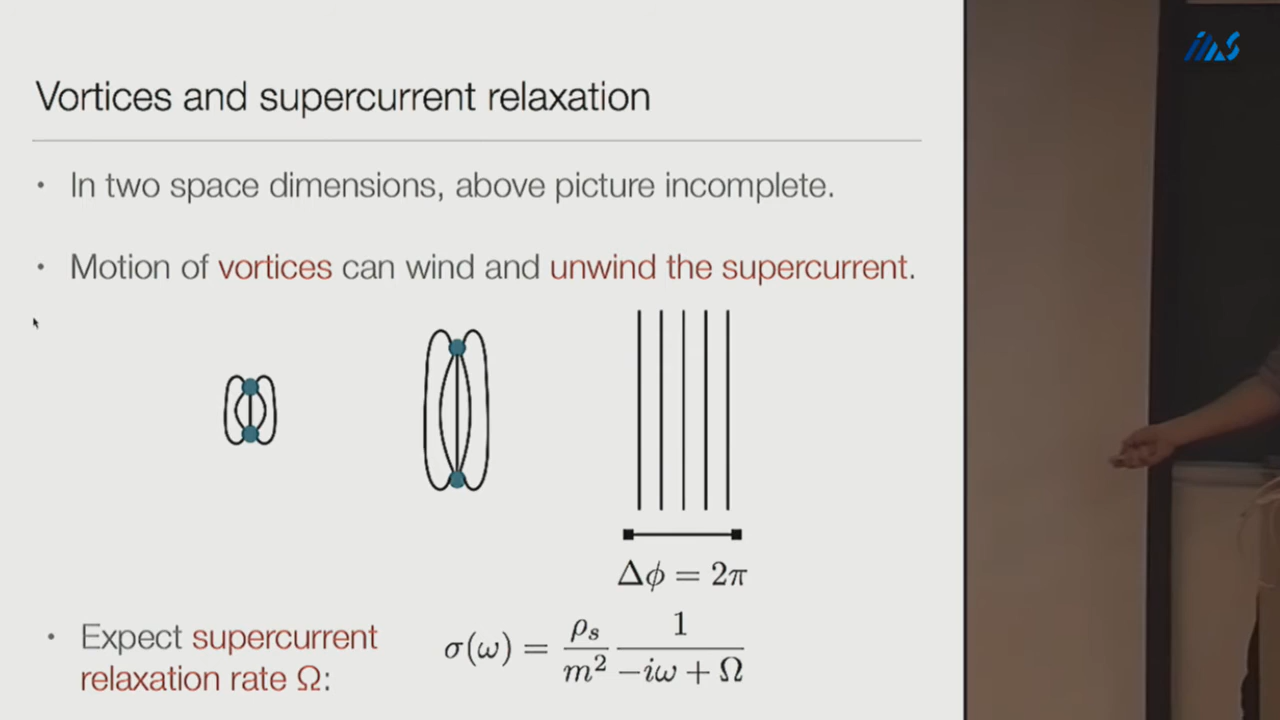 ims
Vortices and supercurrent relaxation
• In two space dimensions, above picture incomplete.
• Motion of vortices can wind and unwind the supercurrent.
Δϕ = 2π
• Expect supercurrent
relaxation rate Ω:
σ(ω) = ρₛ/m² 1/(−iω + Ω)